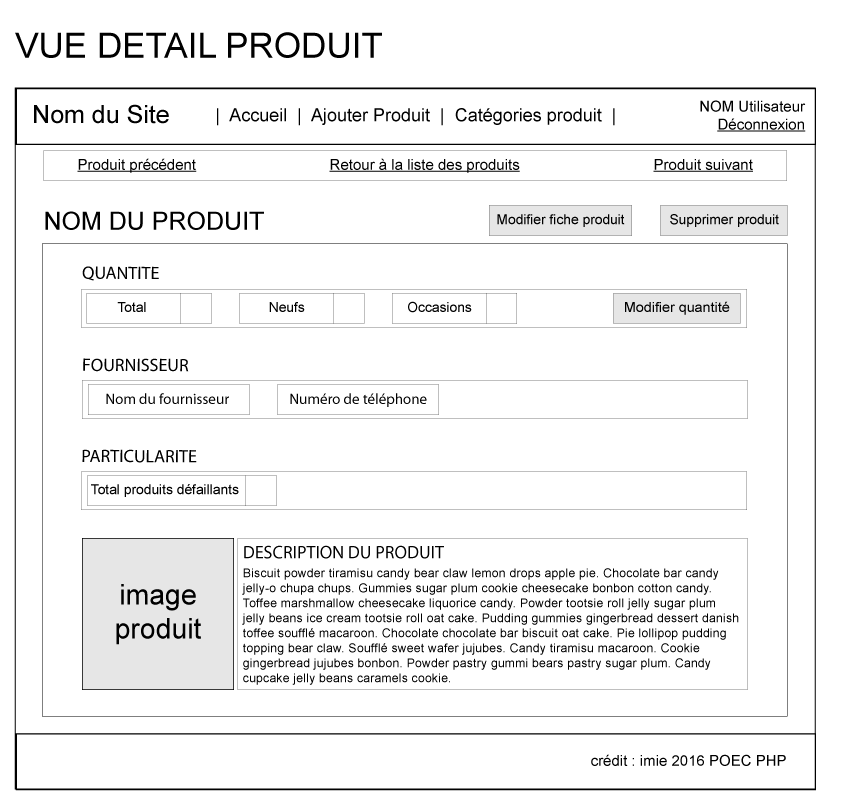 VUE DETAIL PRODUIT
Nom du Site | Accueil | Ajouter Produit | Catégories produit |
NOM Utilisateur
Déconnexion
Produit précédent Retour à la liste des produits Produit suivant
NOM DU PRODUIT Modifier fiche produit Supprimer produit
QUANTITE
Total Neufs Occasions Modifier quantité
FOURNISSEUR
Nom du fournisseur Numéro de téléphone
PARTICULARITE
Total produits défaillants
image
produit
DESCRIPTION DU PRODUIT
Biscuit powder tiramisu candy bear claw lemon drops apple pie. Chocolate bar candy
jelly-o chupa chups. Gummies sugar plum cookie cheesecake bonbon cotton candy.
Toffee marshmallow cheesecake liquorice candy. Powder tootsie roll jelly sugar plum
jelly beans ice cream tootsie roll oat cake. Pudding gummies gingerbread dessert danish
toffee soufflé macaroon. Chocolate chocolate bar biscuit oat cake. Pie lollipop pudding
topping bear claw. Soufflé sweet wafer jujubes. Candy tiramisu macaroon. Cookie
gingerbread jujubes bonbon. Powder pastry gummi bears pastry sugar plum. Candy
cupcake jelly beans caramels cookie.
crédit : imie 2016 POEC PHP